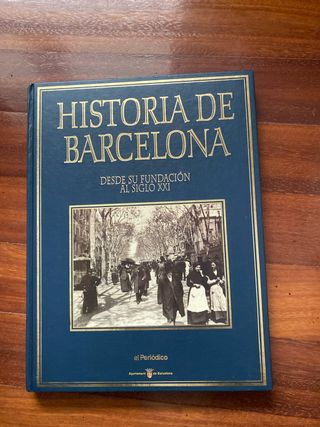 HISTORIA DE
BARCELONA
DESDE SU FUNDACIÓN
AL SIGLO XXI
el Periódico
Ajuntament de Barcelona